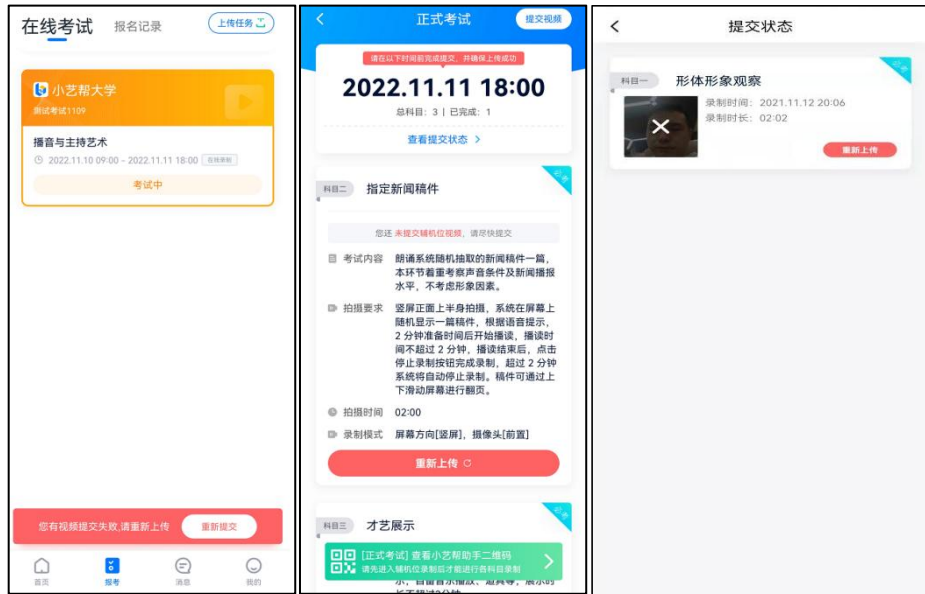 在线考试
报名记录
上传任务
小艺帮大学
测试考试1109
播音与主持艺术
2022.11.10 09:00 - 2022.11.11 18:00 在线录制
考试中
您有视频提交失败,请重新上传
重新提交
首页
报考
消息
我的
正式考试
提交视频
请在以下时间前完成提交，并确保上传成功
2022.11.11 18:00
总科目：3 | 已完成：1
查看提交状态 >
必考
科目二
指定新闻稿件
您还 未提交辅机位视频，请尽快提交
考试内容 朗诵系统随机抽取的新闻稿件一篇，
本环节着重考察声音条件及新闻播报
水平，不考虑形象因素。
拍摄要求 竖屏正面上半身拍摄，系统在屏幕上
随机显示一篇稿件，根据语音提示，
2 分钟准备时间后开始播读，播读时
间不超过 2 分钟，播读结束后，点击
停止录制按钮完成录制，超过 2 分钟
系统将自动停止录制。稿件可通过上
下滑动屏幕进行翻页。
拍摄时间 02:00
录制模式 屏幕方向[竖屏]，摄像头[前置]
重新上传
必考
科目三
才艺展示
[正式考试] 查看小艺帮助手二维码
请先进入辅机位录制后才能进行各科目录制
提交状态
必考
科目一
形体形象观察
录制时间：2021.11.12 20:06
录制时长：02:02
重新上传